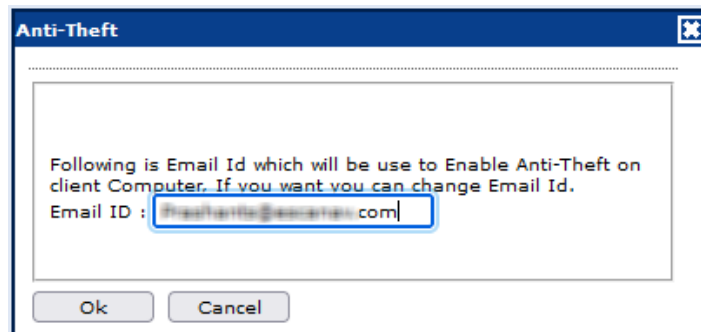 Anti-Theft
Following is Email Id which will be use to Enable Anti-Theft on
client Computer, If you want you can change Email Id.
Email ID : com
Ok
Cancel